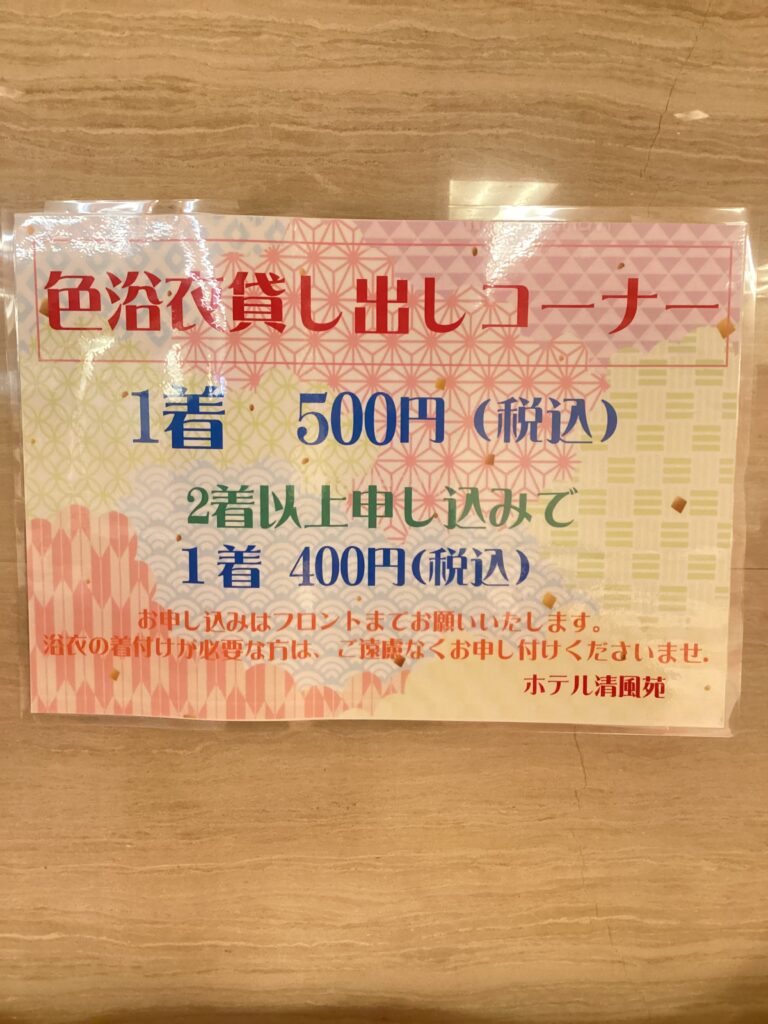 色浴衣貸し出しコーナー
1着 500円（税込）
2着以上申し込みで
１着 400円(税込)
お申し込みはフロントまでお願いいたします。
浴衣の着付けが必要な方は、ご遠慮なくお申し付けくださいませ.
ホテル清風苑